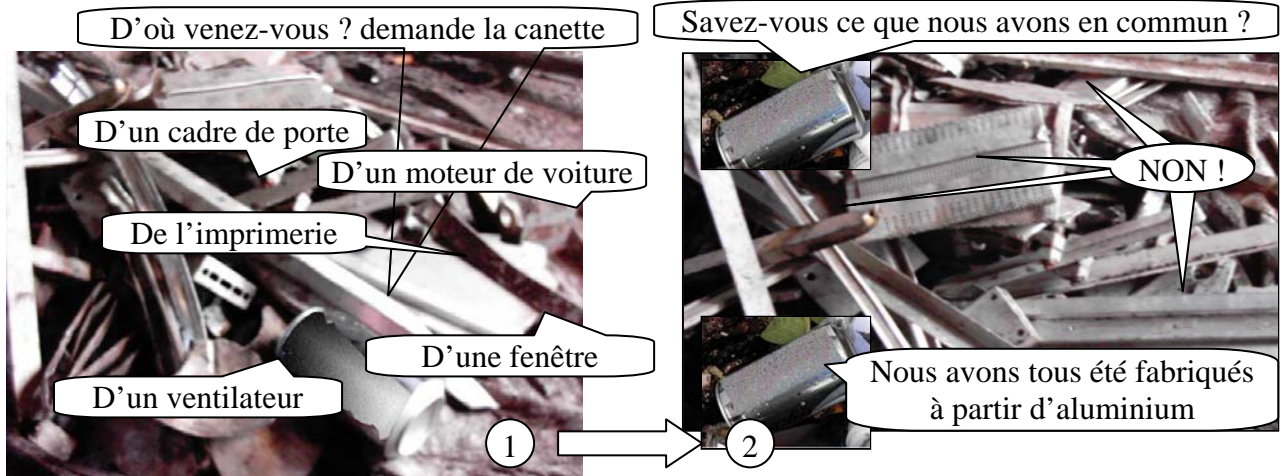 D’où venez-vous ? demande la canette
D’un cadre de porte
D’un moteur de voiture
De l’imprimerie
D’une fenêtre
D’un ventilateur
1
Savez-vous ce que nous avons en commun ?
NON !
Nous avons tous été fabriqués
à partir d’aluminium
2